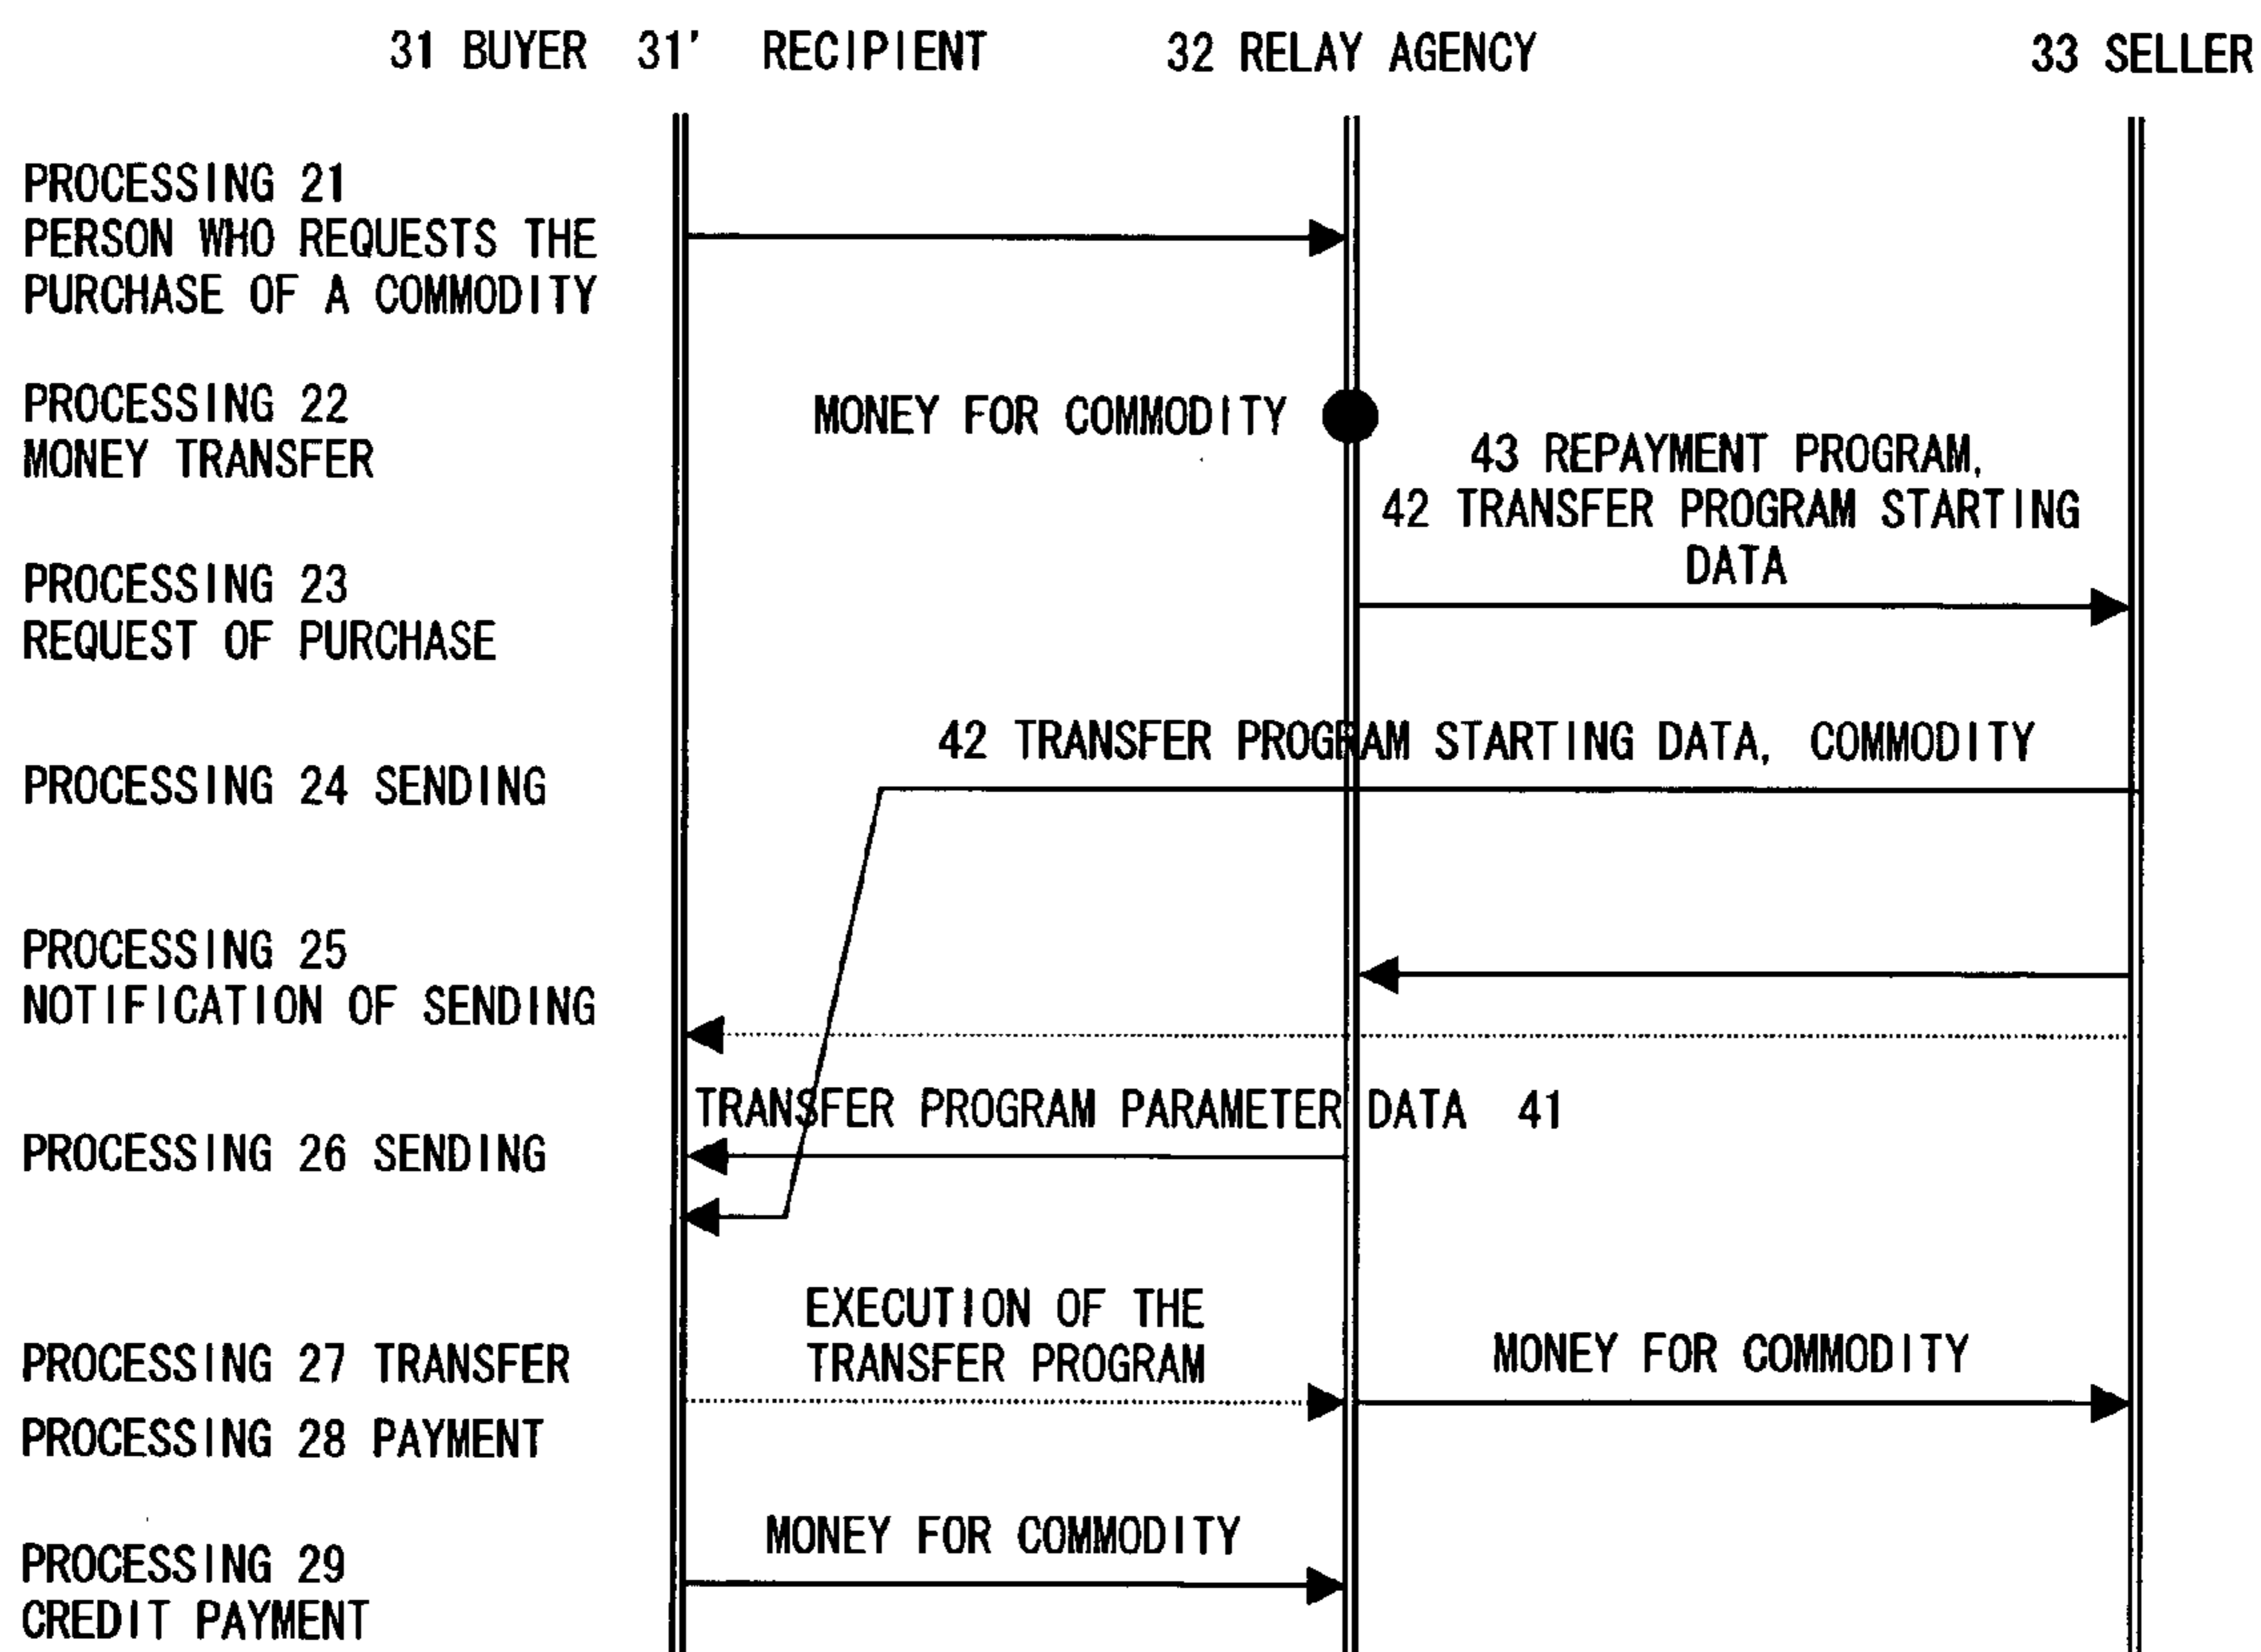 31 BUYER 31' RECIPIENT 32 RELAY AGENCY 33 SELLER
PROCESSING 21
PERSON WHO REQUESTS THE
PURCHASE OF A COMMODITY
PROCESSING 22
MONEY TRANSFER
MONEY FOR COMMODITY
43 REPAYMENT PROGRAM,
42 TRANSFER PROGRAM STARTING
DATA
PROCESSING 23
REQUEST OF PURCHASE
42 TRANSFER PROGRAM STARTING DATA, COMMODITY
PROCESSING 24 SENDING
PROCESSING 25
NOTIFICATION OF SENDING
TRANSFER PROGRAM PARAMETER DATA 41
PROCESSING 26 SENDING
EXECUTION OF THE
TRANSFER PROGRAM
MONEY FOR COMMODITY
PROCESSING 27 TRANSFER
PROCESSING 28 PAYMENT
MONEY FOR COMMODITY
PROCESSING 29
CREDIT PAYMENT